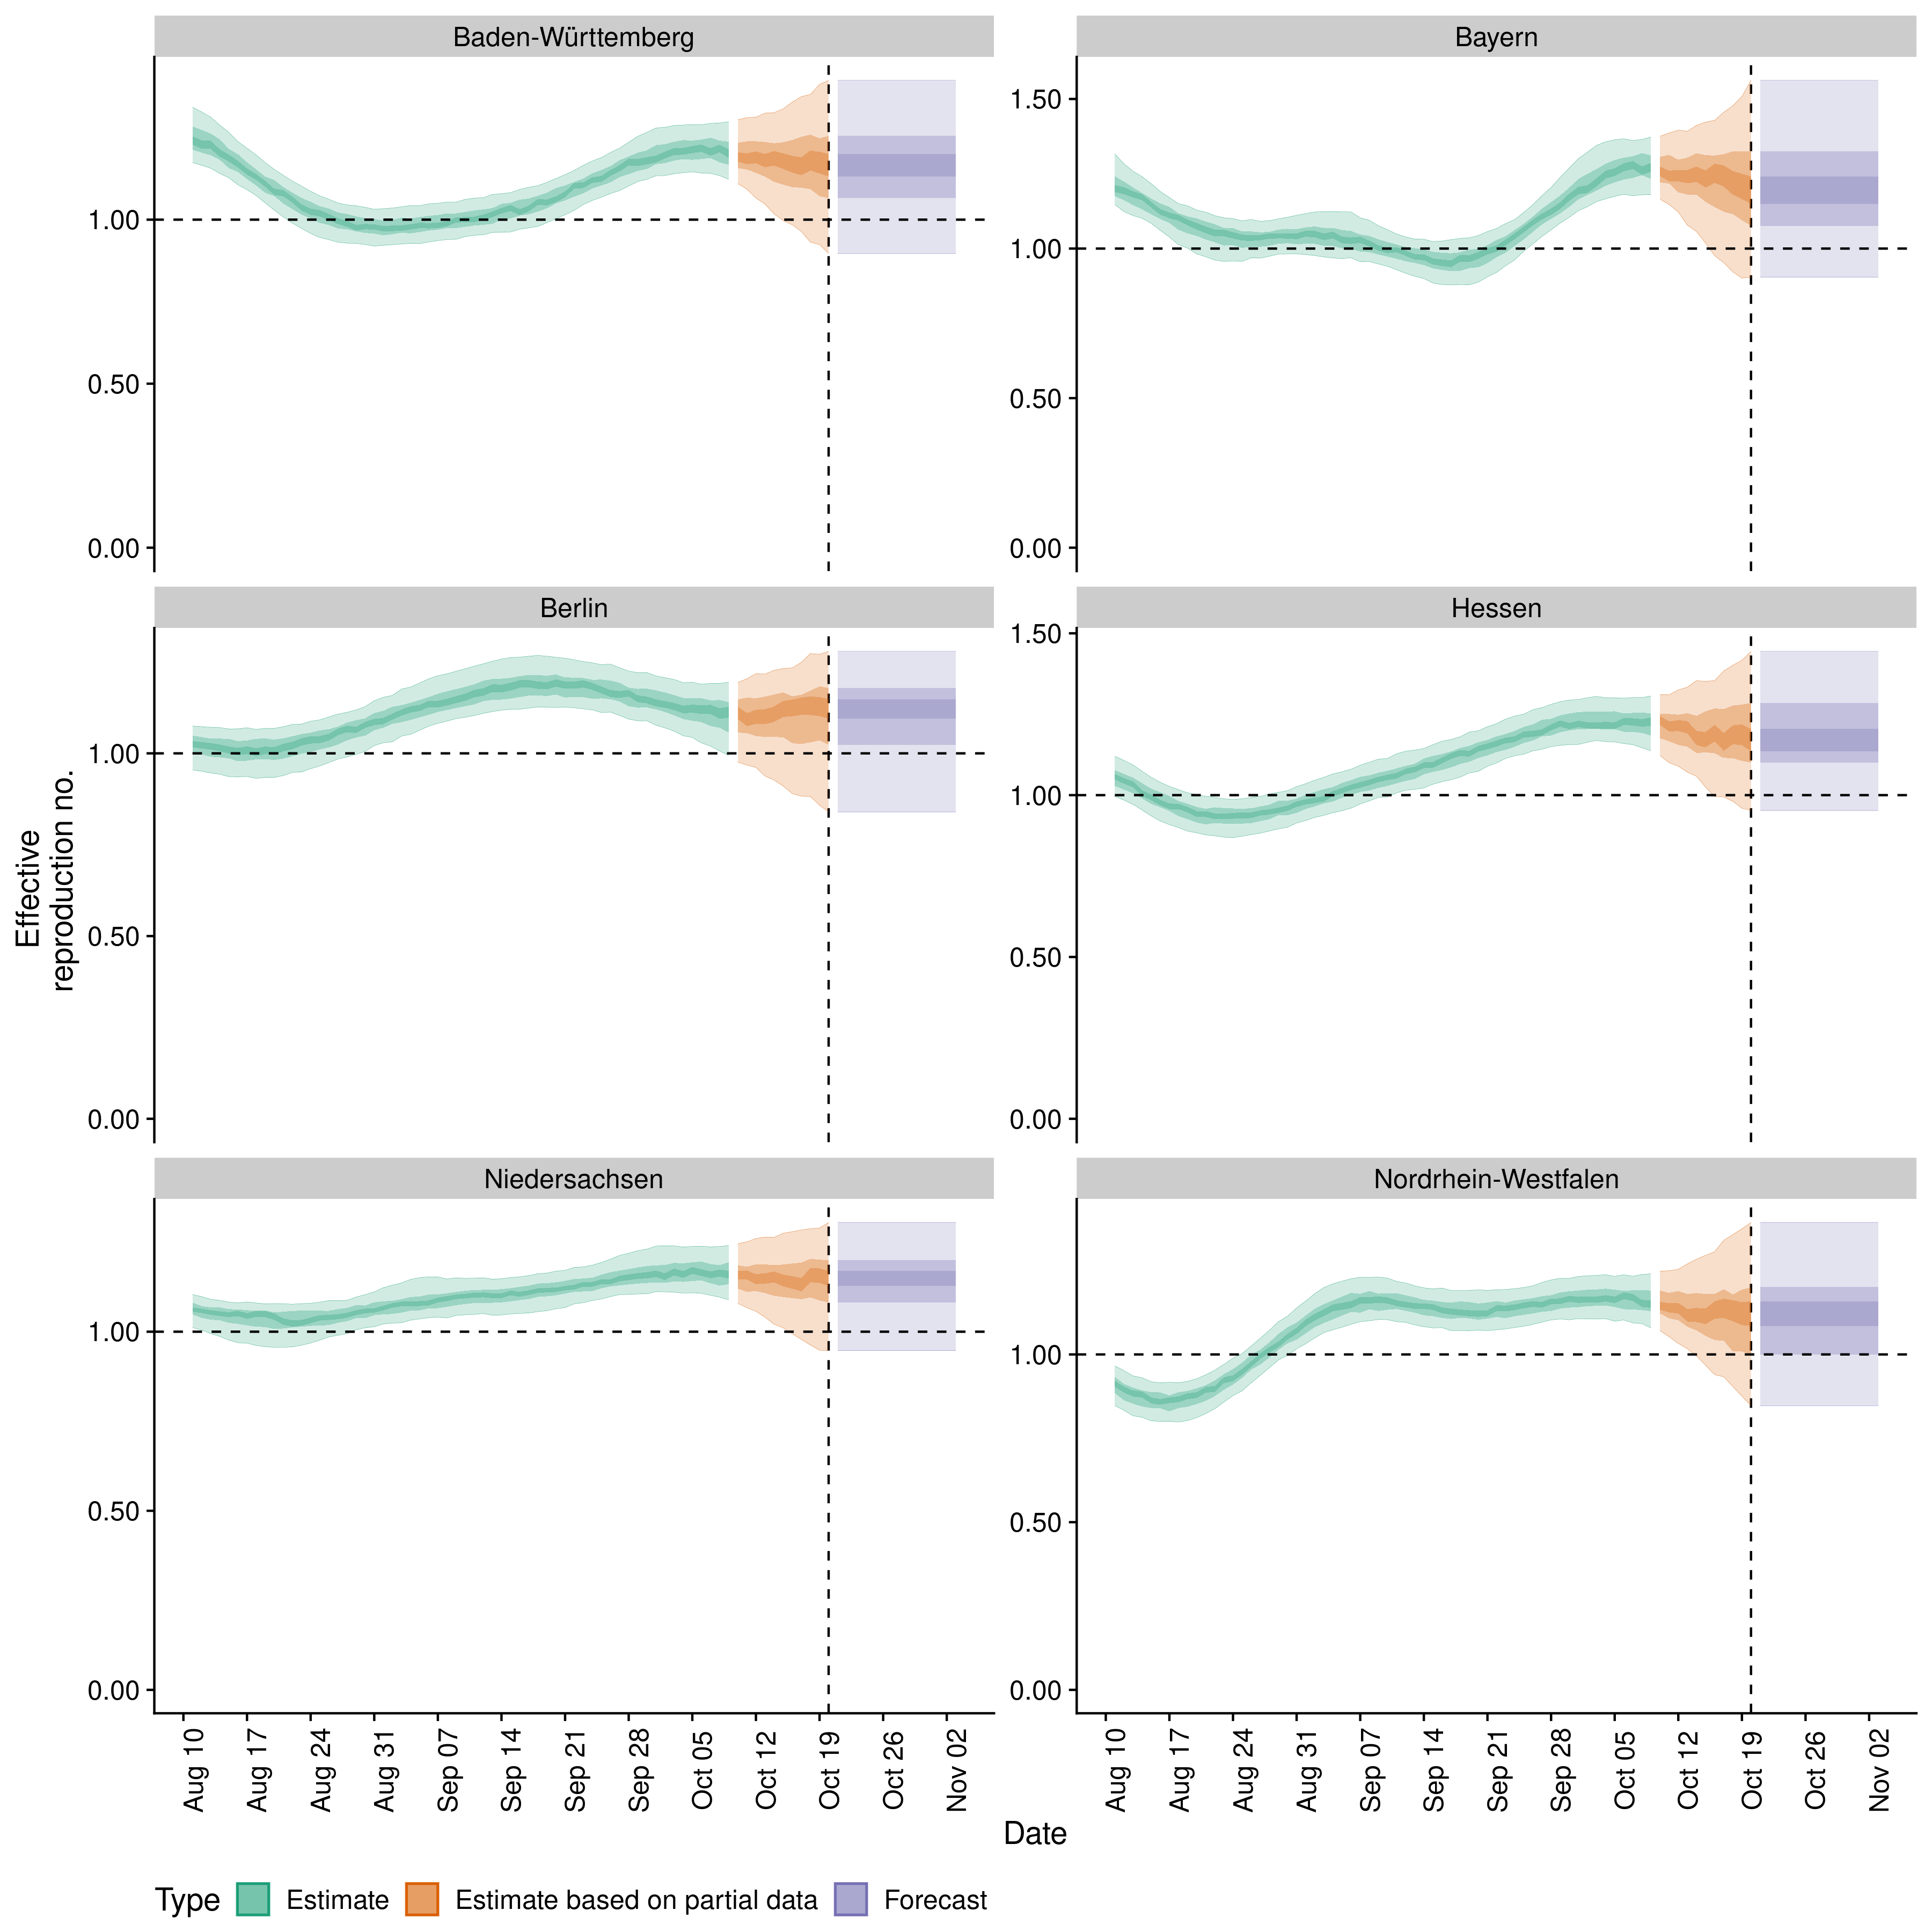 Baden-Württemberg
Bayern
1.00
0.50
0.00
1.50
1.00
0.50
0.00
Berlin
Hessen
1.00
0.50
0.00
1.50
1.00
0.50
0.00
Effective
reproduction no.
Niedersachsen
Nordrhein-Westfalen
1.00
0.50
0.00
1.00
0.50
0.00
Aug 10
Aug 17
Aug 24
Aug 31
Sep 07
Sep 14
Sep 21
Sep 28
Oct 05
Oct 12
Oct 19
Oct 26
Nov 02
Aug 10
Aug 17
Aug 24
Aug 31
Sep 07
Sep 14
Sep 21
Sep 28
Oct 05
Oct 12
Oct 19
Oct 26
Nov 02
Date
Type Estimate Estimate based on partial data Forecast